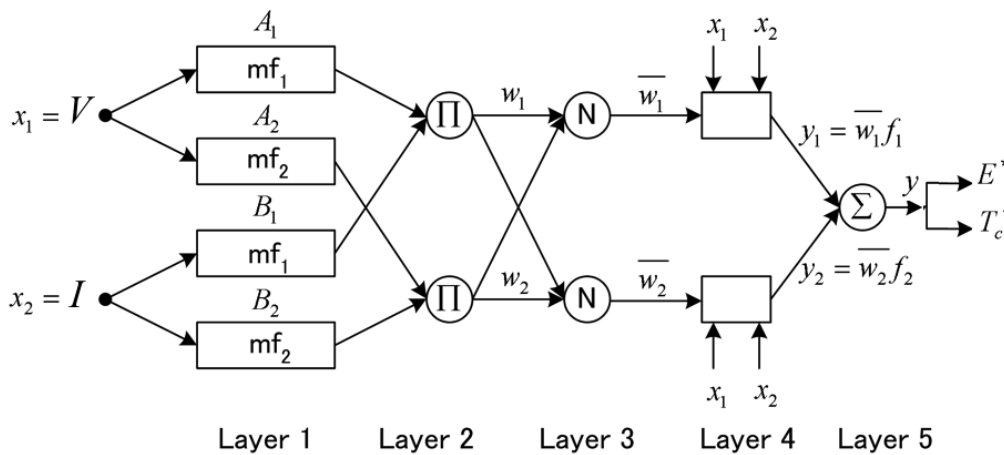 A₁
mf₁
x₁ = V
A₂
mf₂
B₁
mf₁
x₂ = I
B₂
mf₂
∏
∏
w₁
w₂
N
N
w̅₁
w̅₂
x₁ x₂
x₁ x₂
y₁ = w̅₁f₁
y₂ = w̅₂f₂
Σ
y
E*
T_c
Layer 1 Layer 2 Layer 3 Layer 4 Layer 5